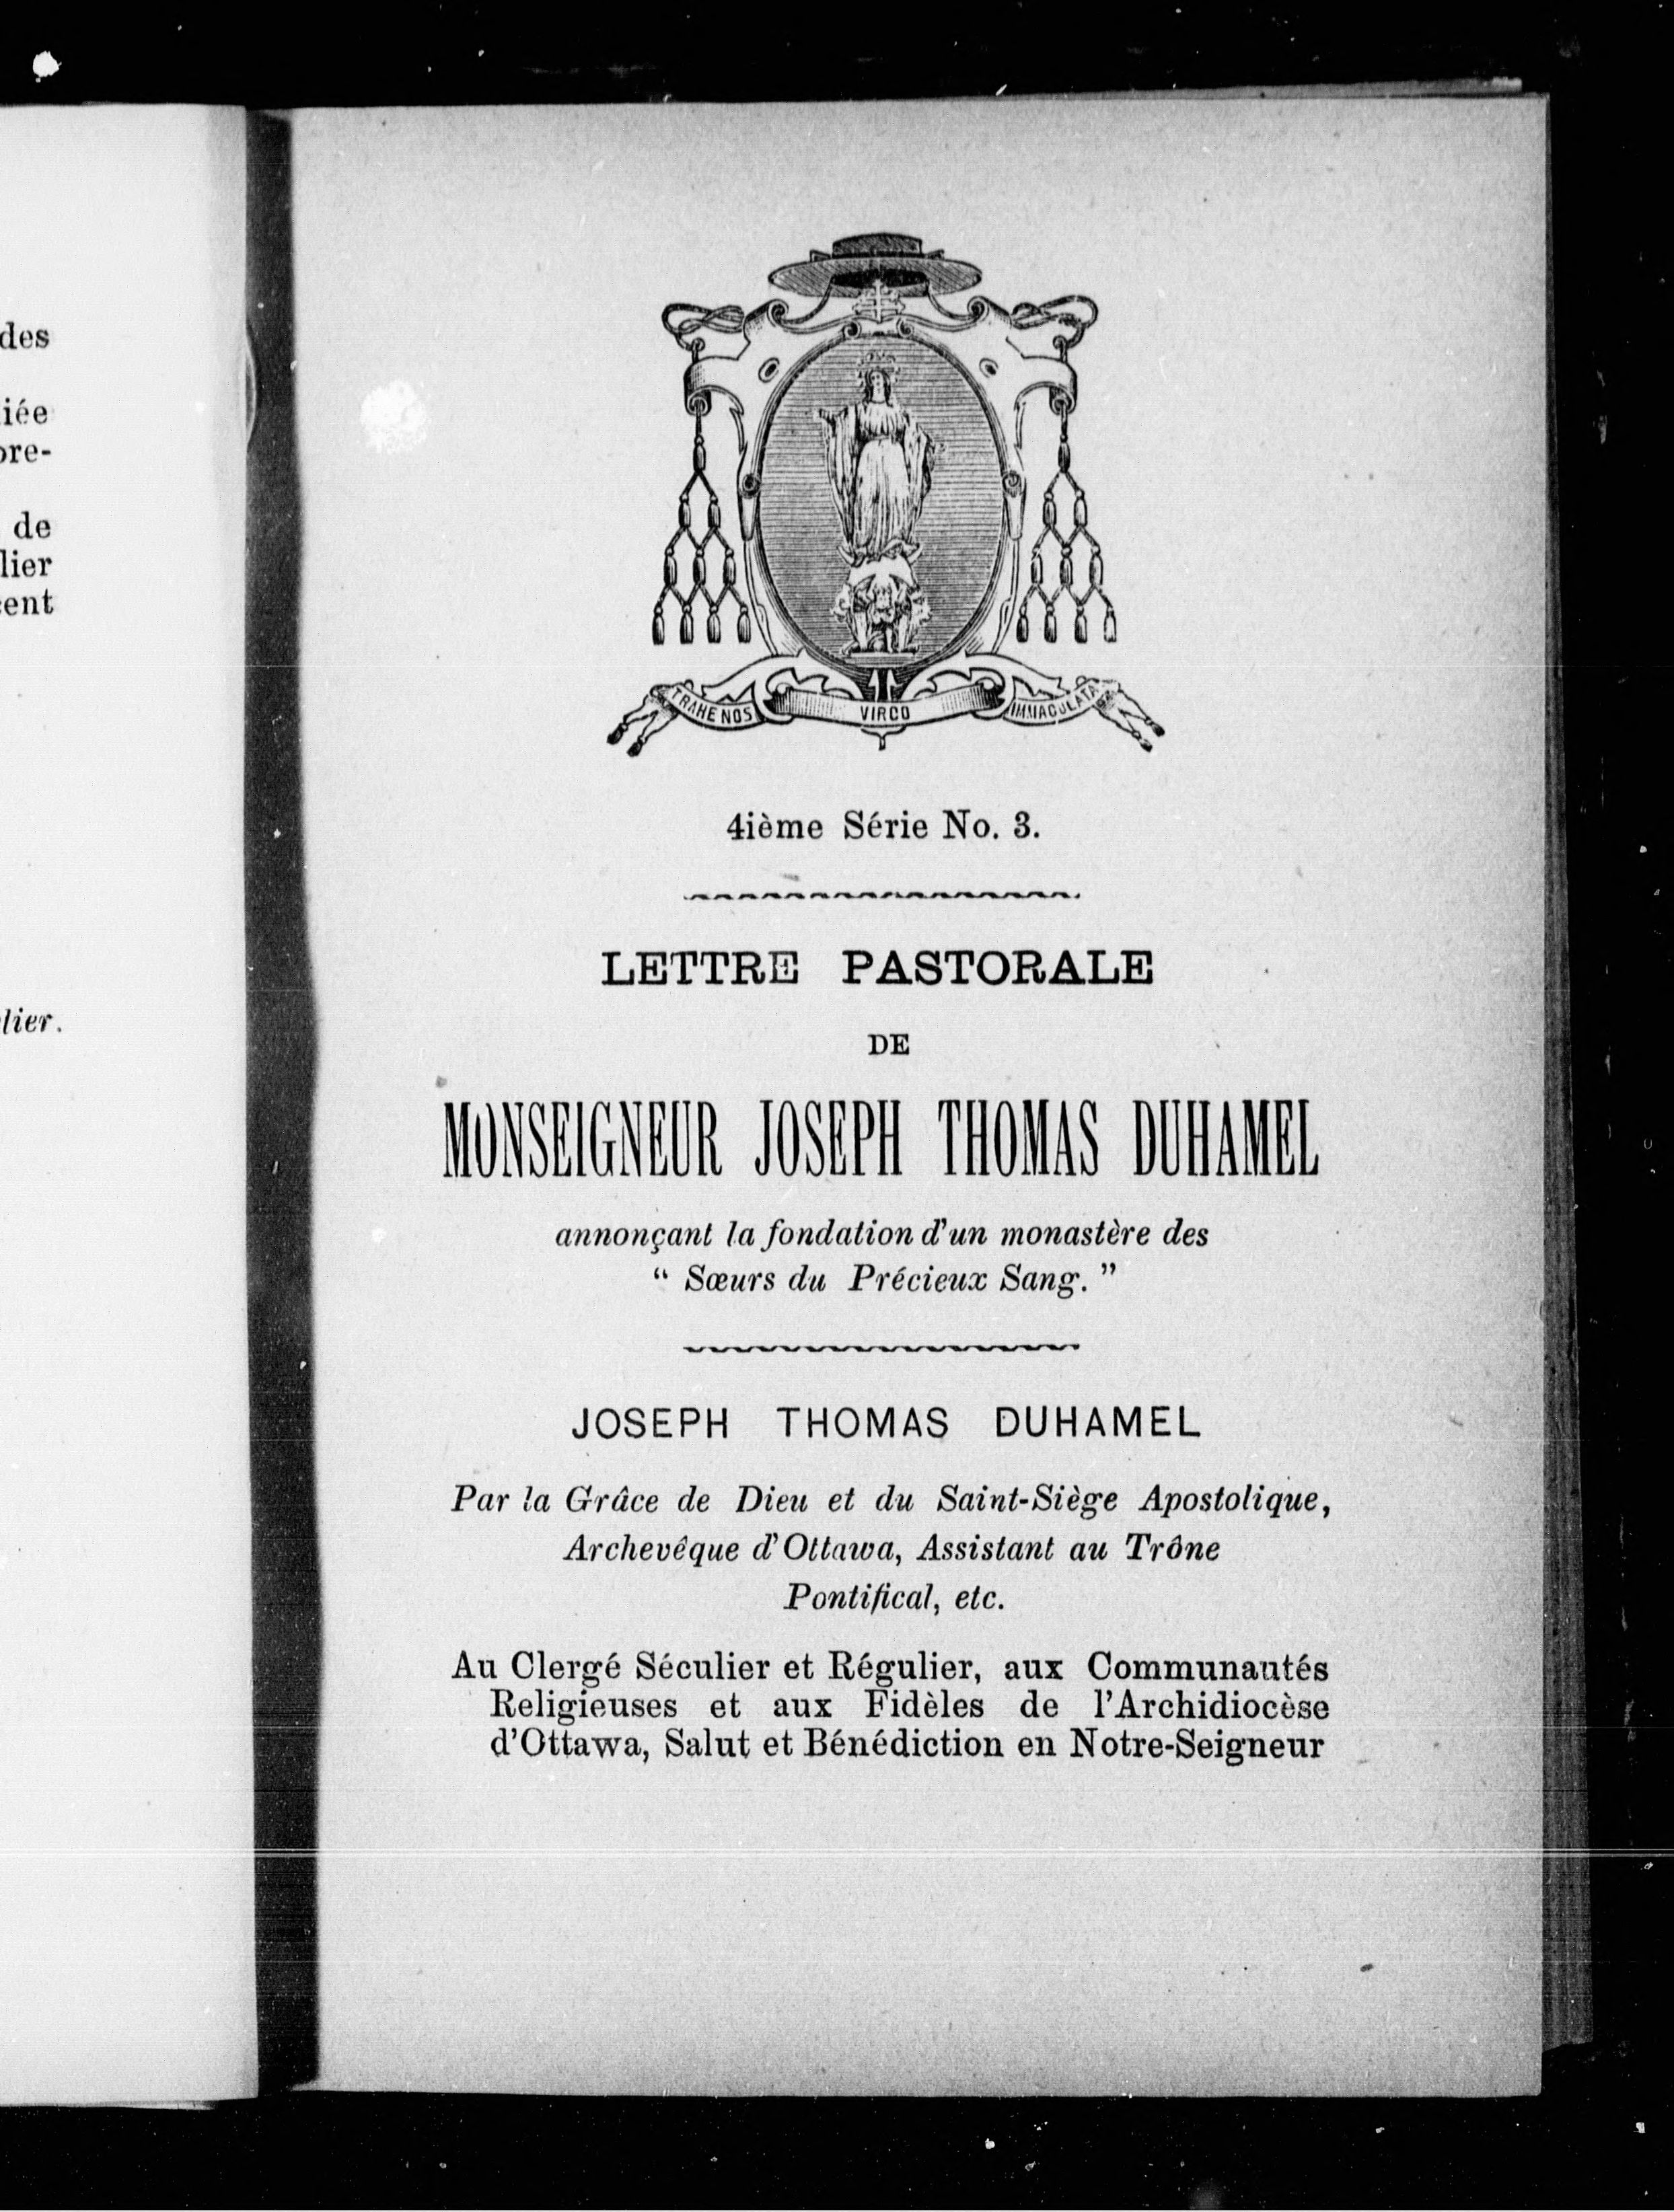 des
iée
pre-
de
lier
cent
lier.
TRAHE NOS VIRGO IMMACULATA
4ième Série No. 3.
LETTRE PASTORALE
DE
MONSEIGNEUR JOSEPH THOMAS DUHAMEL
annonçant la fondation d'un monastère des
“ Sœurs du Précieux Sang. ”
JOSEPH THOMAS DUHAMEL
Par la Grâce de Dieu et du Saint-Siège Apostolique,
Archevêque d'Ottawa, Assistant au Trône
Pontifical, etc.
Au Clergé Séculier et Régulier, aux Communautés
Religieuses et aux Fidèles de l'Archidiocèse
d'Ottawa, Salut et Bénédiction en Notre-Seigneur